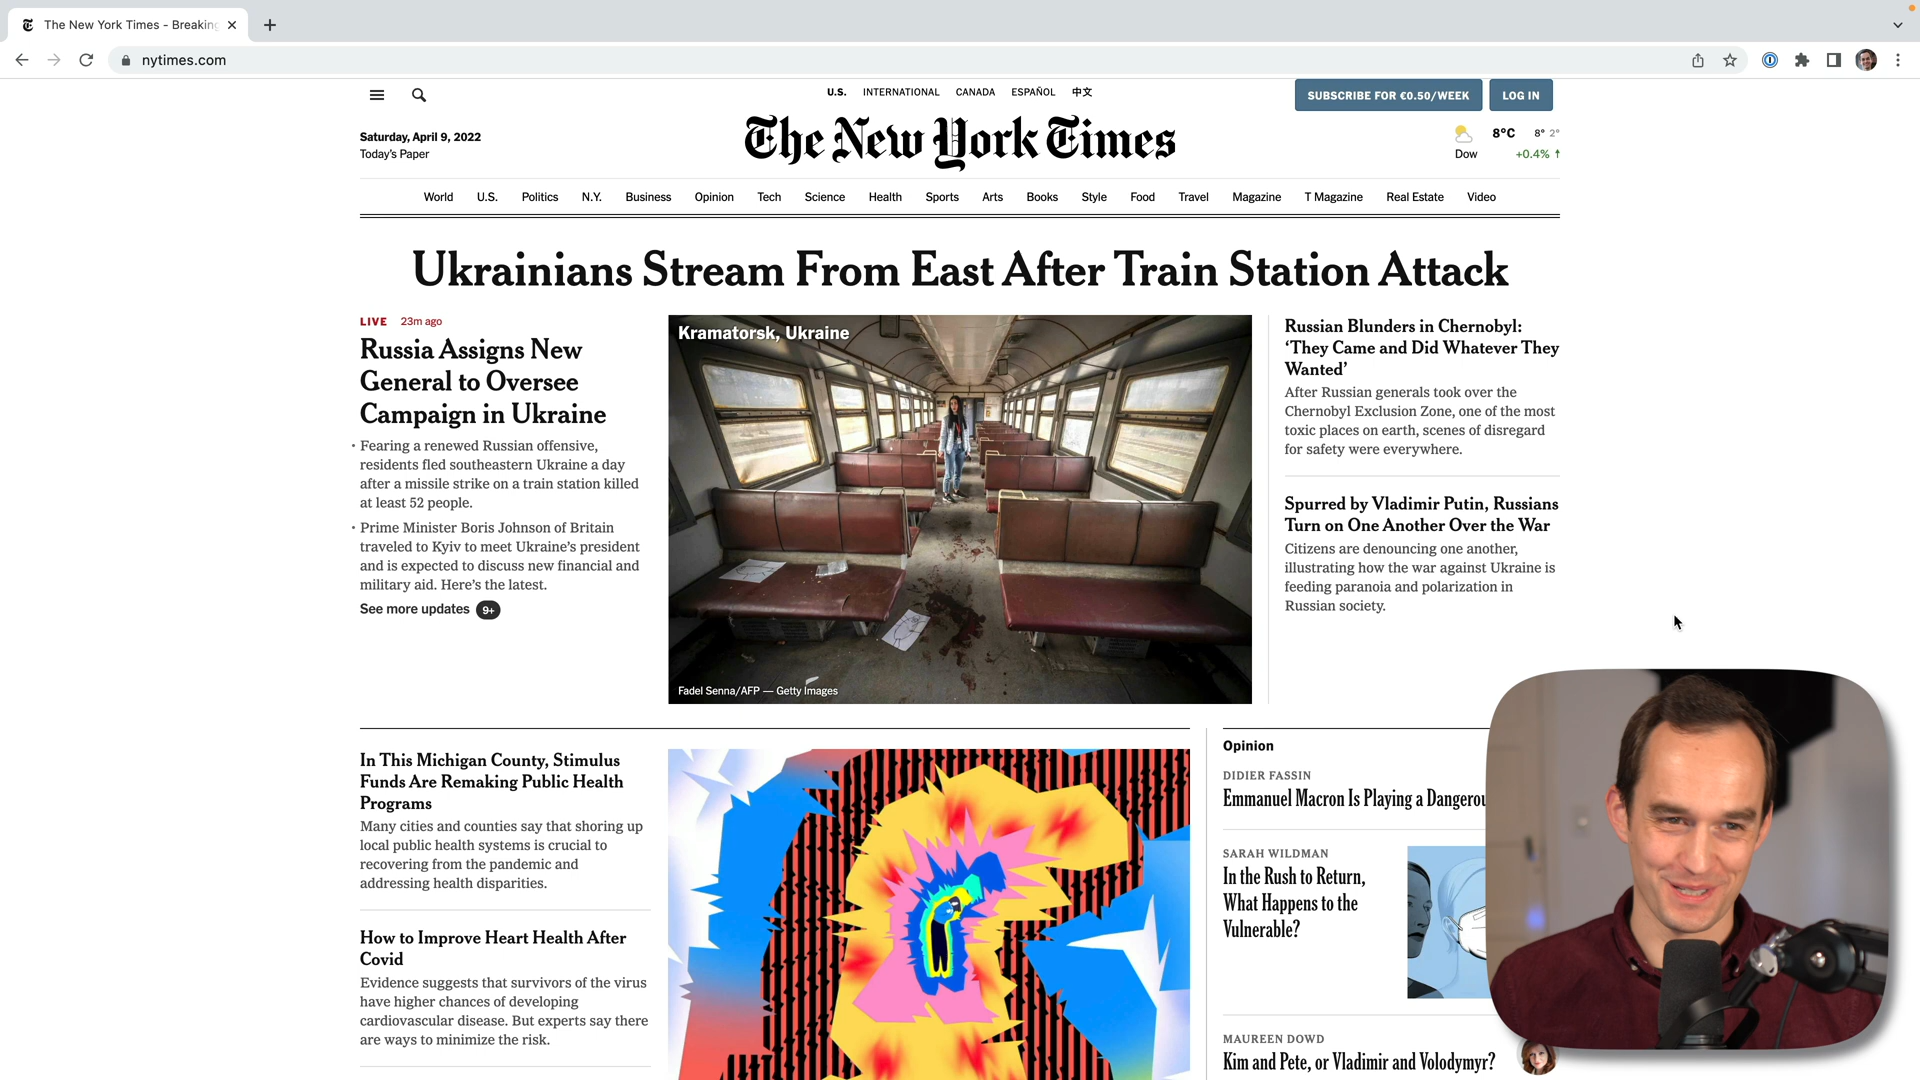 The New York Times - Breaking
nytimes.com
U.S. INTERNATIONAL CANADA ESPAÑOL 中文
SUBSCRIBE FOR €0.50/WEEK
LOG IN
Saturday, April 9, 2022
Today's Paper
The New York Times
8°C 8° 2°
Dow +0.4% ↑
World U.S. Politics N.Y. Business Opinion Tech Science Health Sports Arts Books Style Food Travel Magazine T Magazine Real Estate Video
Ukrainians Stream From East After Train Station Attack
LIVE 23m ago
Russia Assigns New
General to Oversee
Campaign in Ukraine
• Fearing a renewed Russian offensive,
residents fled southeastern Ukraine a day
after a missile strike on a train station killed
at least 52 people.
• Prime Minister Boris Johnson of Britain
traveled to Kyiv to meet Ukraine's president
and is expected to discuss new financial and
military aid. Here's the latest.
See more updates 9+
Kramatorsk, Ukraine
Fadel Senna/AFP — Getty Images
Russian Blunders in Chernobyl:
‘They Came and Did Whatever They
Wanted’
After Russian generals took over the
Chernobyl Exclusion Zone, one of the most
toxic places on earth, scenes of disregard
for safety were everywhere.
Spurred by Vladimir Putin, Russians
Turn on One Another Over the War
Citizens are denouncing one another,
illustrating how the war against Ukraine is
feeding paranoia and polarization in
Russian society.
In This Michigan County, Stimulus
Funds Are Remaking Public Health
Programs
Many cities and counties say that shoring up
local public health systems is crucial to
recovering from the pandemic and
addressing health disparities.
How to Improve Heart Health After
Covid
Evidence suggests that survivors of the virus
have higher chances of developing
cardiovascular disease. But experts say there
are ways to minimize the risk.
Opinion
DIDIER FASSIN
Emmanuel Macron Is Playing a Dangerou
SARAH WILDMAN
In the Rush to Return,
What Happens to the
Vulnerable?
MAUREEN DOWD
Kim and Pete, or Vladimir and Volodymyr?